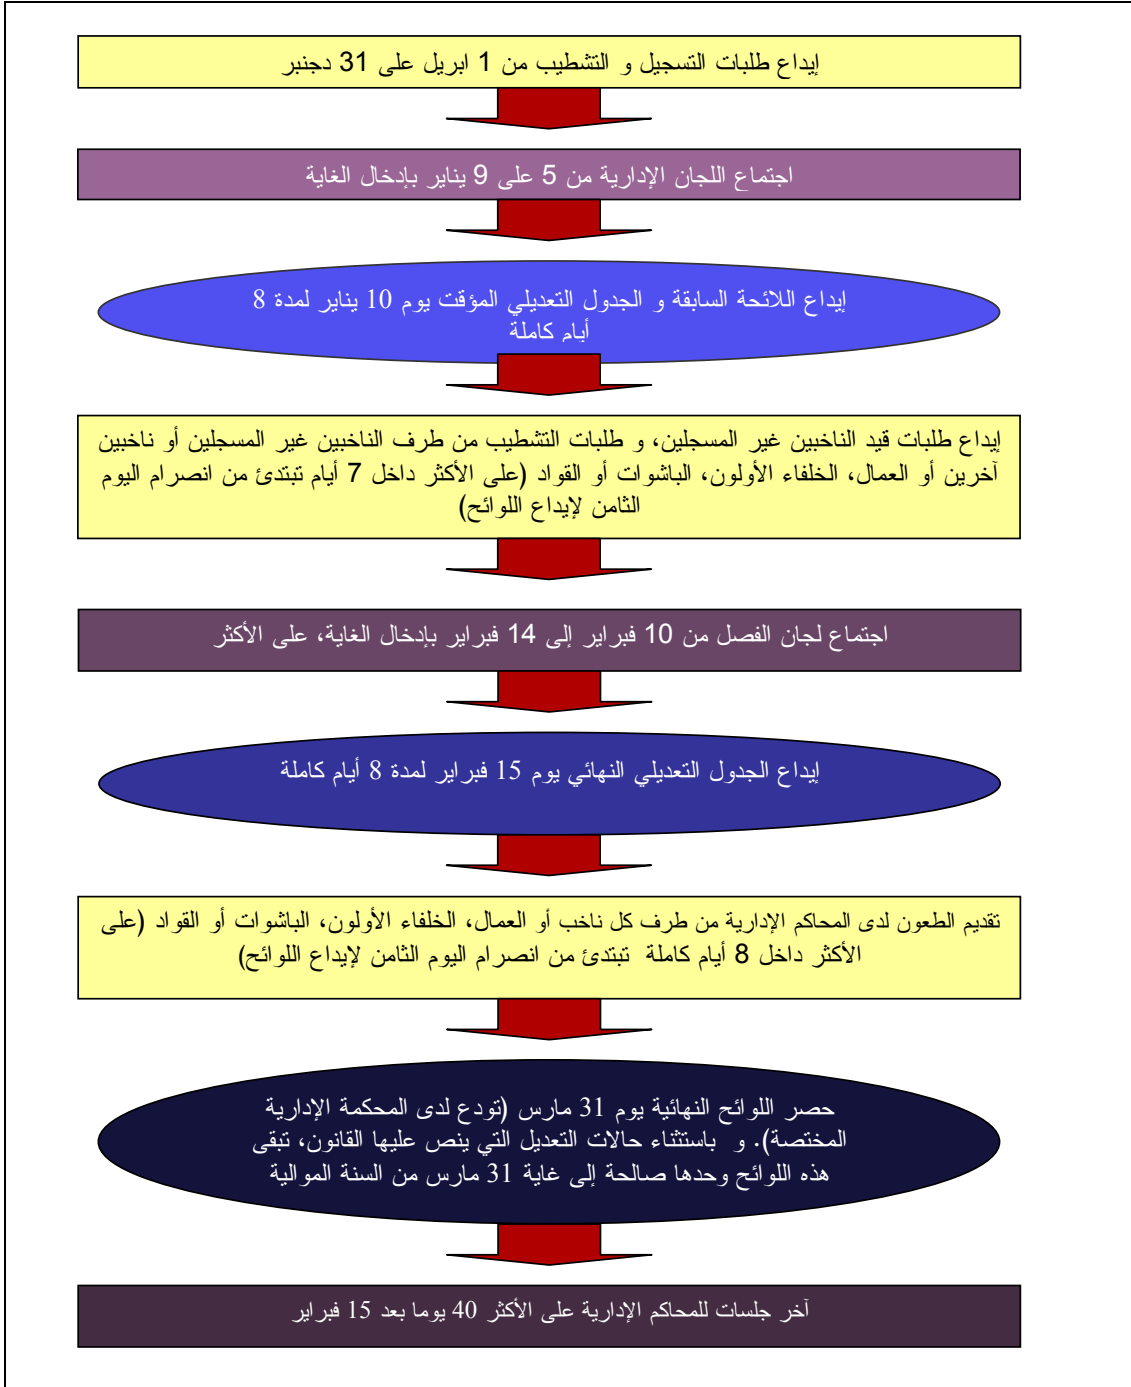 إيداع طلبات التسجيل و التشطيب من 1 ابريل على 31 دجنبر
اجتماع اللجان الإدارية من 5 على 9 يناير بإدخال الغاية
إيداع اللائحة السابقة و الجدول التعديلي المؤقت يوم 10 يناير لمدة 8
أيام كاملة
إيداع طلبات قيد الناخبين غير المسجلين، و طلبات التشطيب من طرف الناخبين غير المسجلين أو ناخبين
آخرين أو العمال، الخلفاء الأولون، الباشوات أو القواد (على الأكثر داخل 7 أيام تبتدئ من انصرام اليوم
الثامن لإيداع اللوائح)
اجتماع لجان الفصل من 10 فبراير إلى 14 فبراير بإدخال الغاية، على الأكثر
إيداع الجدول التعديلي النهائي يوم 15 فبراير لمدة 8 أيام كاملة
تقديم الطعون لدى المحاكم الإدارية من طرف كل ناخب أو العمال، الخلفاء الأولون، الباشوات أو القواد (على
الأكثر داخل 8 أيام كاملة تبتدئ من انصرام اليوم الثامن لإيداع اللوائح)
حصر اللوائح النهائية يوم 31 مارس (تودع لدى المحكمة الإدارية
المختصة). و باستثناء حالات التعديل التي ينص عليها القانون، تبقى
هذه اللوائح وحدها صالحة إلى غاية 31 مارس من السنة الموالية
آخر جلسات للمحاكم الإدارية على الأكثر 40 يوما بعد 15 فبراير